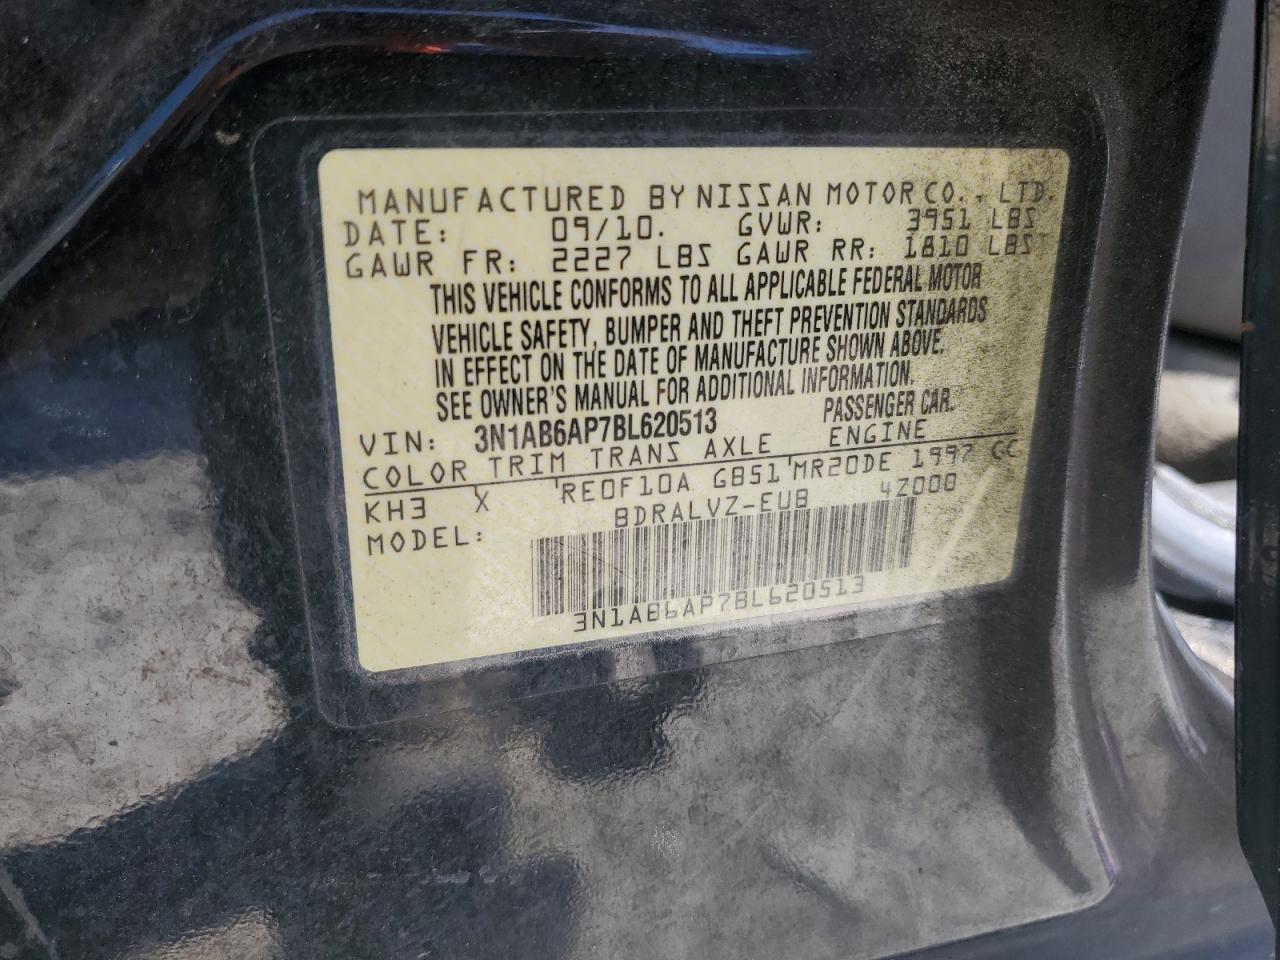 MANUFACTURED BY NISSAN MOTOR CO., LTD.
DATE: 09/10. GVWR: 3951 LBS
GAWR FR: 2227 LBS GAWR RR: 1810 LBS
THIS VEHICLE CONFORMS TO ALL APPLICABLE FEDERAL MOTOR
VEHICLE SAFETY, BUMPER AND THEFT PREVENTION STANDARDS
IN EFFECT ON THE DATE OF MANUFACTURE SHOWN ABOVE.
SEE OWNER'S MANUAL FOR ADDITIONAL INFORMATION.
VIN: 3N1AB6AP7BL620513 PASSENGER CAR.
COLOR TRIM TRANS AXLE ENGINE
KH3 X RE0F10A GB51 MR20DE 1997 CC
MODEL: BDRALVZ-EUB 4Z000
3N1AB6AP7BL620513